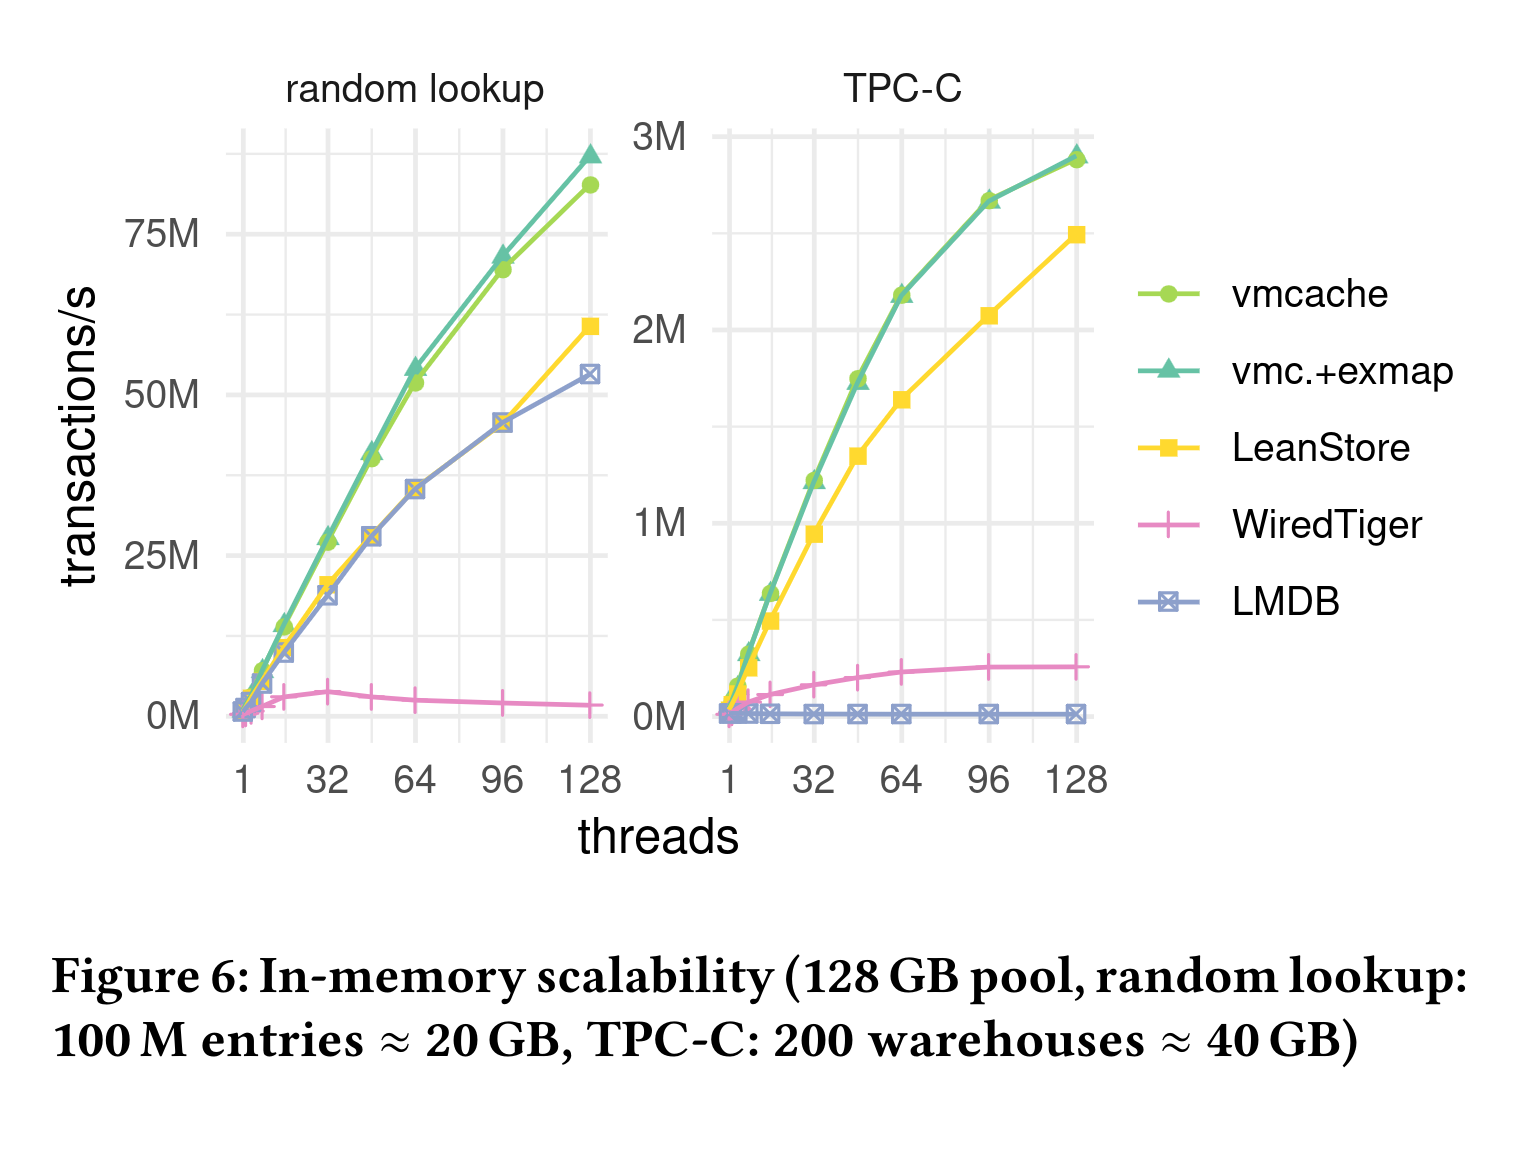 random lookup
TPC-C
transactions/s
75M
50M
25M
0M
3M
2M
1M
0M
1 32 64 96 128
1 32 64 96 128
threads
vmcache
vmc.+exmap
LeanStore
WiredTiger
LMDB
Figure 6: In-memory scalability (128 GB pool, random lookup:
100 M entries ≈ 20 GB, TPC-C: 200 warehouses ≈ 40 GB)